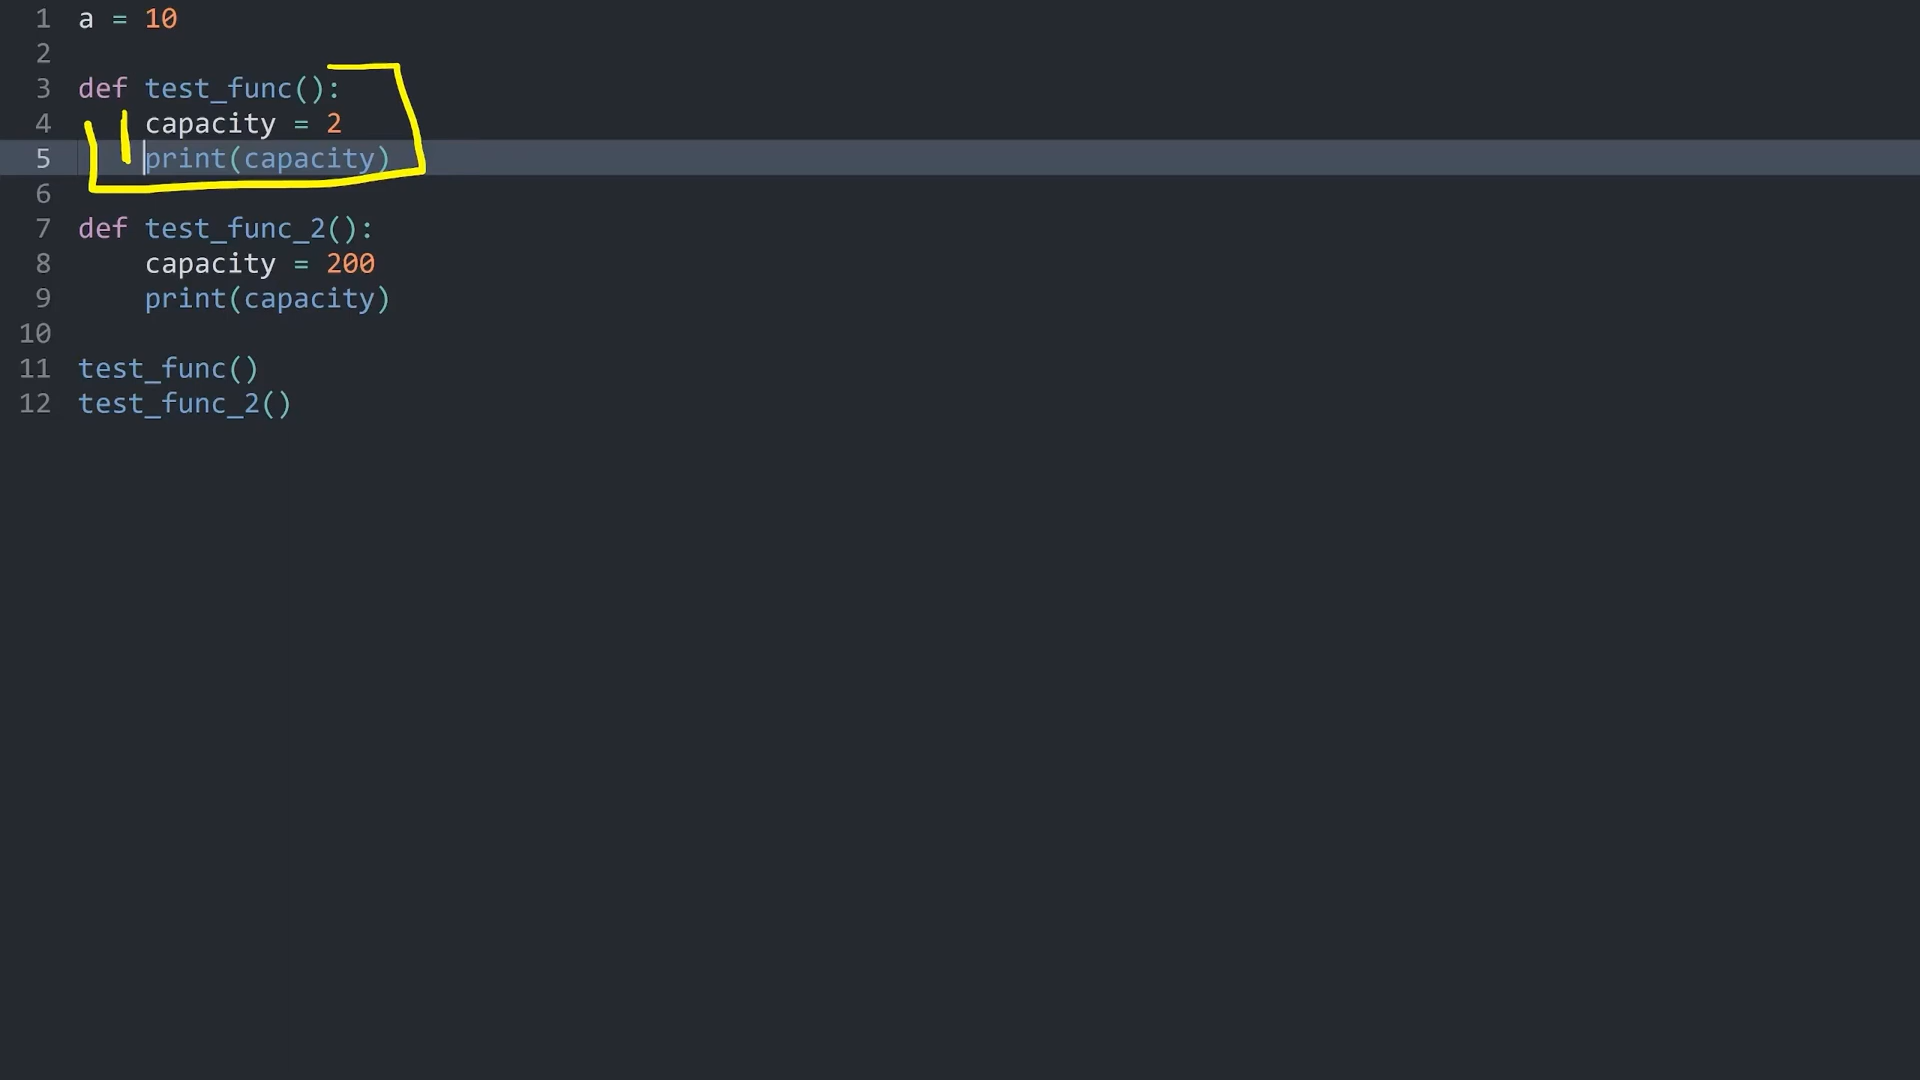 1 a = 10
2
3 def test_func():
4     capacity = 2
5     print(capacity)
6
7 def test_func_2():
8     capacity = 200
9     print(capacity)
10
11 test_func()
12 test_func_2()